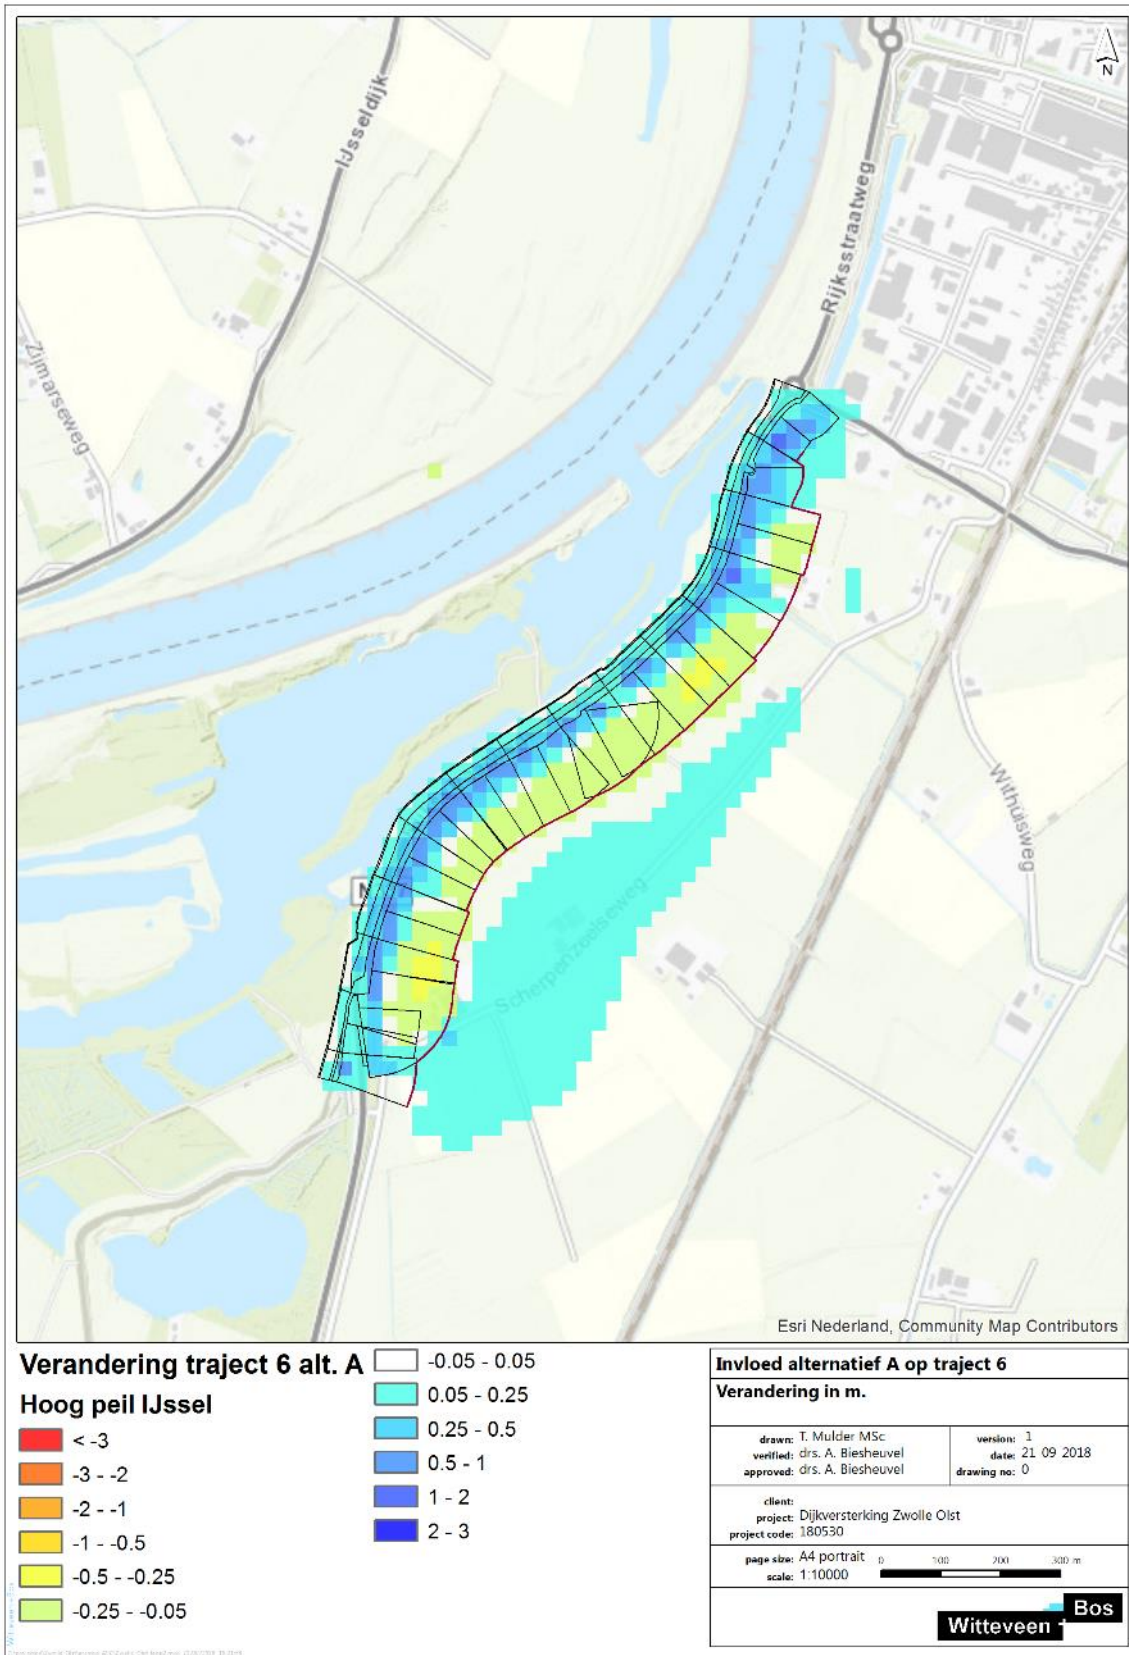 N
IJsseldijk
Rijksstraatweg
Zijmarseweg
N
Withuisweg
Scherpenzeelseweg
Esri Nederland, Community Map Contributors
Verandering traject 6 alt. A
Hoog peil IJssel
< -3
-3 - -2
-2 - -1
-1 - -0.5
-0.5 - -0.25
-0.25 - -0.05
-0.05 - 0.05
0.05 - 0.25
0.25 - 0.5
0.5 - 1
1 - 2
2 - 3
Invloed alternatief A op traject 6
Verandering in m.
drawn: T. Mulder MSc
verified: drs. A. Biesheuvel
approved: drs. A. Biesheuvel
version: 1
date: 21 09 2018
drawing no: 0
client:
project: Dijkversterking Zwolle Olst
project code: 180530
page size: A4 portrait
scale: 1:10000
0 100 200 300 m
Witteveen + Bos
Witteveen+Bos